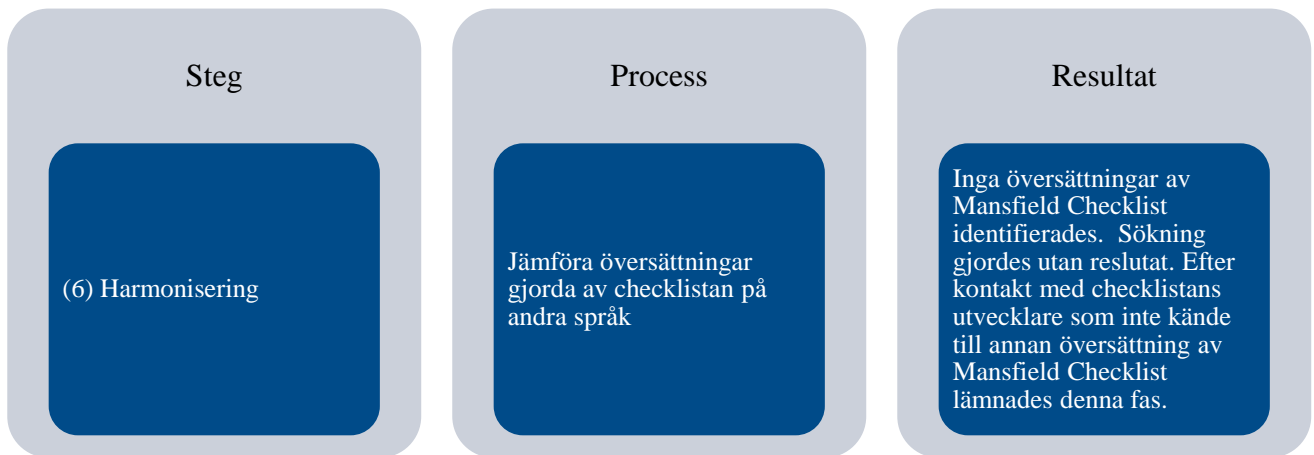 Steg
(6) Harmonisering
Process
Jämföra översättningar
gjorda av checklistan på
andra språk
Resultat
Inga översättningar av
Mansfield Checklist
identifierades.  Sökning
gjordes utan reslutat. Efter
kontakt med checklistans
utvecklare som inte kände
till annan översättning av
Mansfield Checklist
lämnades denna fas.